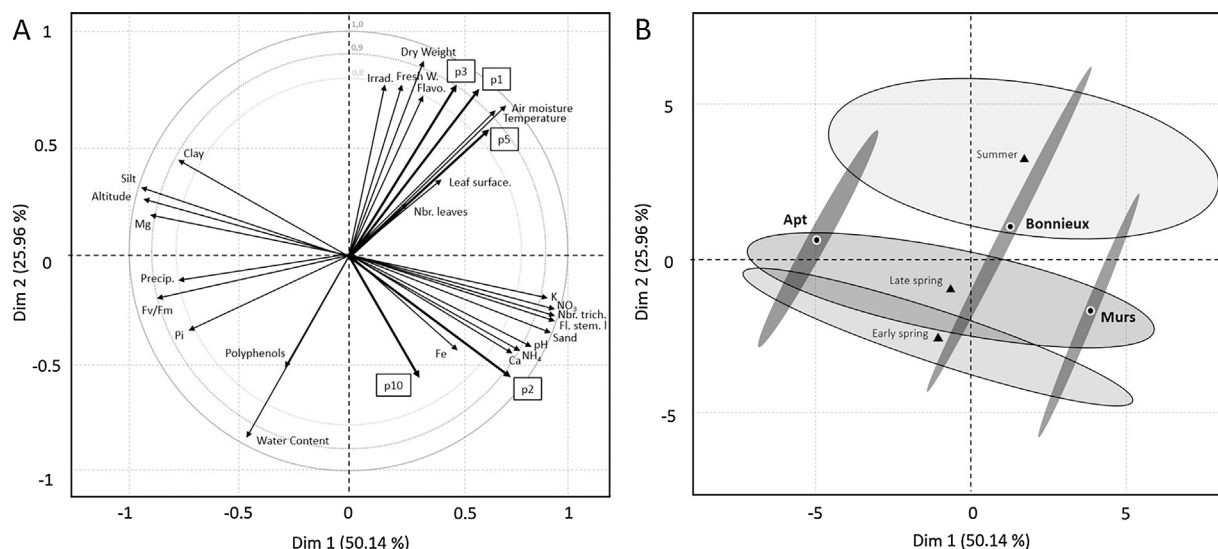 A
1
1,0
0,9
0,8
Dry Weight
Irrad.
Fresh W.
Flavo.
p3
p1
Air moisture
Temperature
p5
0.5
Clay
Silt
Altitude
Mg
Leaf surface.
Nbr. leaves
0
Precip.
Fv/Fm
Pi
K
NO3
Nbr. trich.
Fl. stem. l
Sand
pH
NH4
Ca
Fe
Polyphenols
-0.5
p10
p2
Water Content
-1
-1
-0.5
0
0.5
1
Dim 1 (50.14 %)
Dim 2 (25.96 %)
B
5
Summer
Apt
Bonnieux
0
Late spring
Murs
Early spring
-5
-5
0
5
Dim 1 (50.14 %)
Dim 2 (25.96 %)